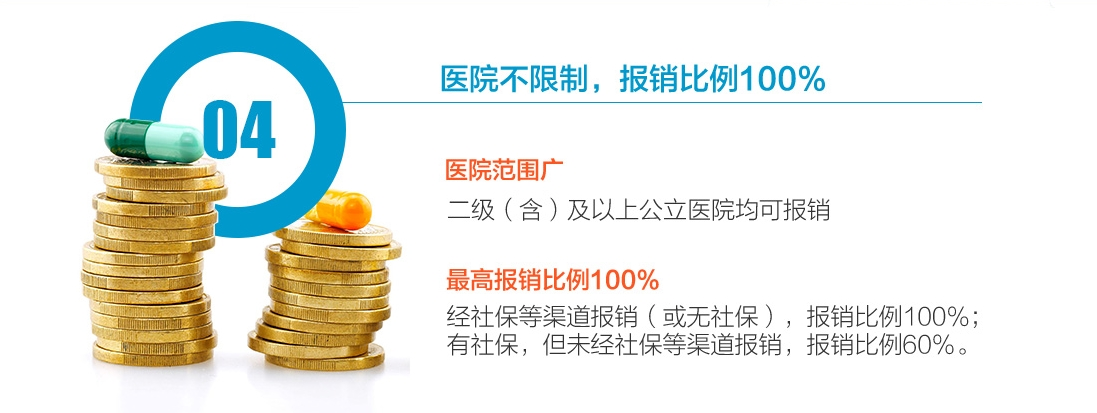 04
医院不限制，报销比例100%
医院范围广
二级（含）及以上公立医院均可报销
最高报销比例100%
经社保等渠道报销（或无社保），报销比例100%；
有社保，但未经社保等渠道报销，报销比例60%。